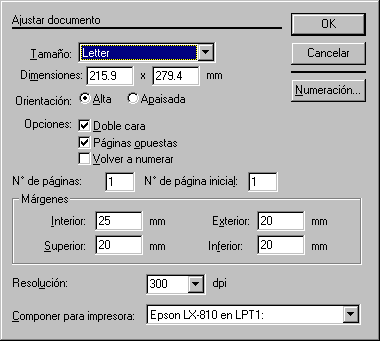 Ajustar documento
OK
Tamaño: Letter
Cancelar
Dimensiones: 215.9 x 279.4 mm
Numeración...
Orientación: Alta Apaisada
Opciones: Doble cara
Páginas opuestas
Volver a numerar
N° de páginas: 1 N° de página inicial: 1
Márgenes
Interior: 25 mm Exterior: 20 mm
Superior: 20 mm Inferior: 20 mm
Resolución: 300 dpi
Componer para impresora: Epson LX-810 en LPT1: